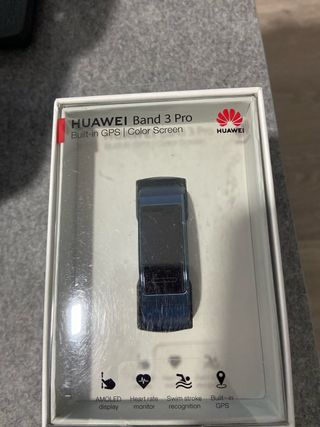 HUAWEI Band 3 Pro
Built-in GPS | Color Screen
HUAWEI
AMOLED display
Heart rate monitor
Swim stroke recognition
Built-in GPS